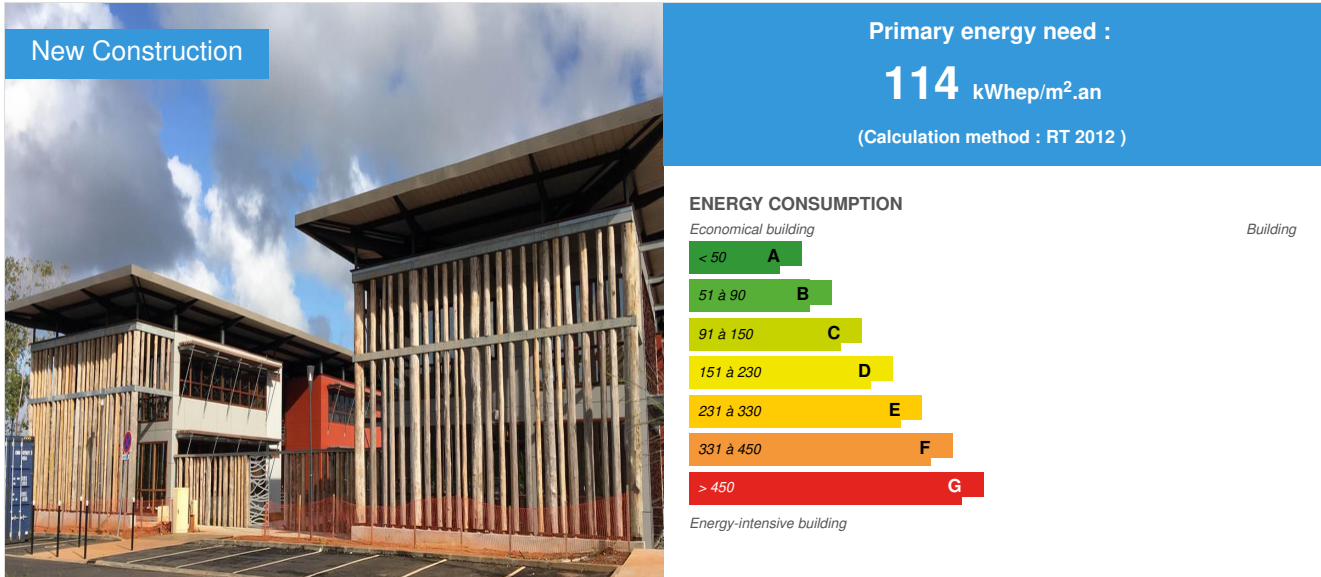 New Construction
Primary energy need :
114 kWhep/m².an
(Calculation method : RT 2012 )
ENERGY CONSUMPTION
Economical building
Building
< 50 A
51 à 90 B
91 à 150 C
151 à 230 D
231 à 330 E
331 à 450 F
> 450 G
Energy-intensive building